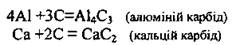 4Al +3C=Al₄C₃ (алюміній карбід)
Ca +2C = CaC₂ (кальцій карбід)